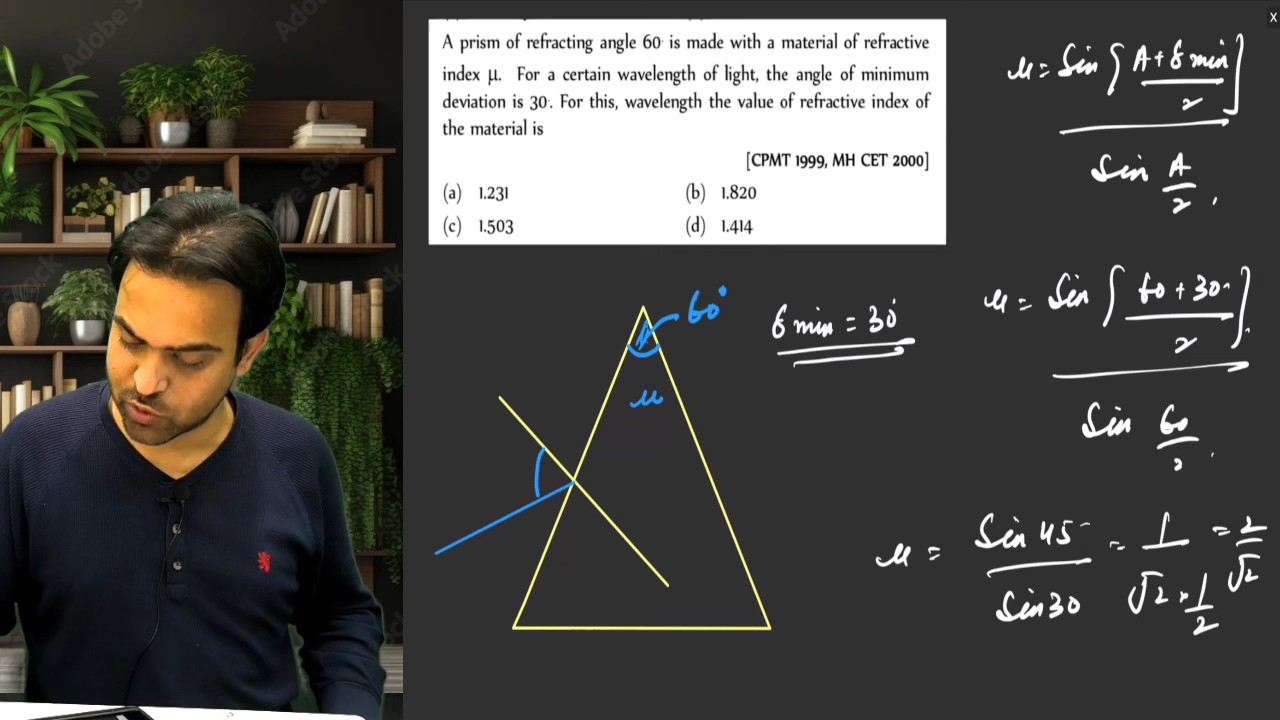 A prism of refracting angle 60 is made with a material of refractive
index μ. For a certain wavelength of light, the angle of minimum
deviation is 30. For this, wavelength the value of refractive index of
the material is
[CPMT 1999, MH CET 2000]
(a) 1.231 (b) 1.820
(c) 1.503 (d) 1.414
60°
δ min = 30°
μ
μ = Sin [A + δ min / 2]
Sin A/2
μ = Sin [60 + 30 / 2]
Sin 60/2
μ = Sin 45 / Sin 30 = 1 / √2 × 1/2 = 2/√2
x
Adobe Stock